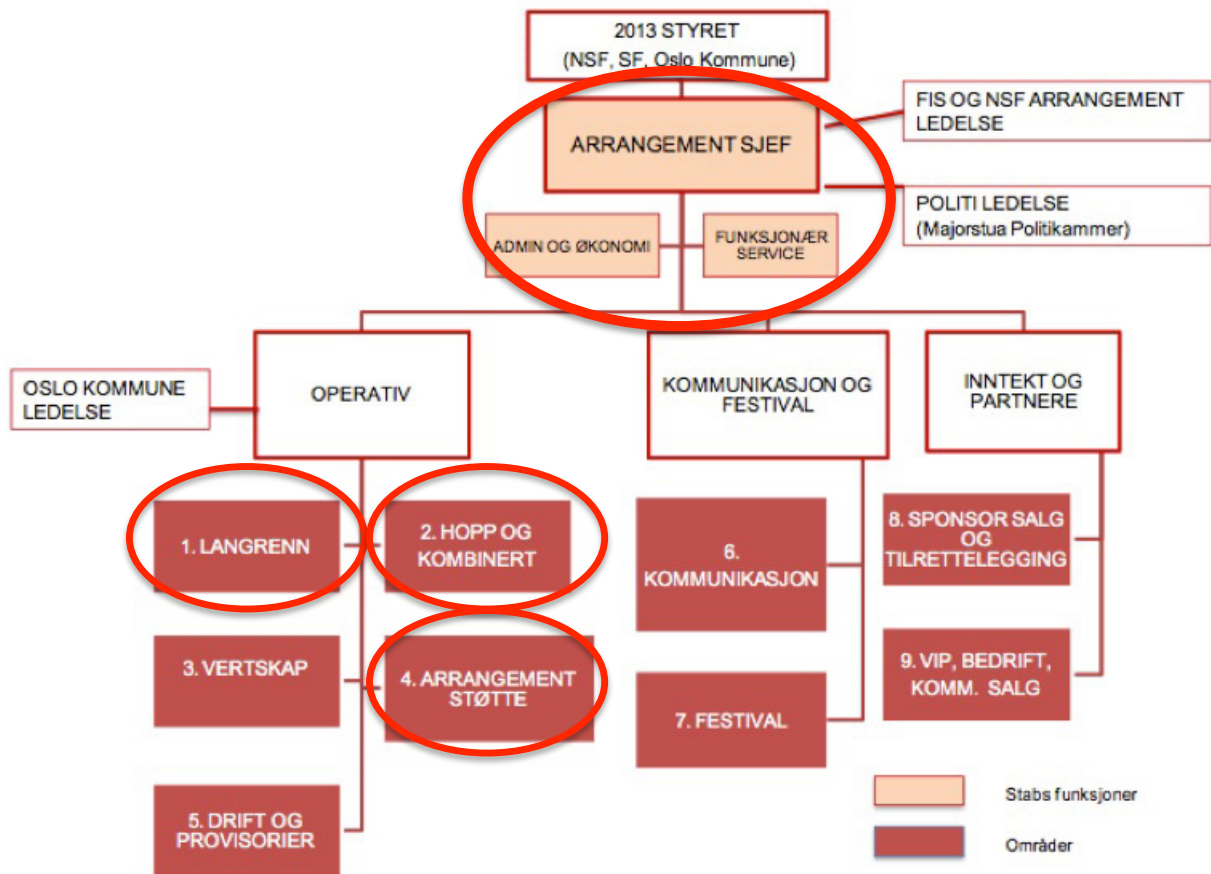 2013 STYRET
(NSF, SF, Oslo Kommune)
ARRANGEMENT SJEF
FIS OG NSF ARRANGEMENT
LEDELSE
POLITI LEDELSE
(Majorstua Politikammer)
ADMIN OG ØKONOMI
FUNKSJONÆR
SERVICE
OSLO KOMMUNE
LEDELSE
OPERATIV
KOMMUNIKASJON OG
FESTIVAL
INNTEKT OG
PARTNERE
1. LANGRENN
2. HOPP OG
KOMBINERT
3. VERTSKAP
4. ARRANGEMENT
STØTTE
5. DRIFT OG
PROVISORIER
6.
KOMMUNIKASJON
7. FESTIVAL
8. SPONSOR SALG
OG
TILRETTELEGGING
9. VIP, BEDRIFT,
KOMM. SALG
Stabs funksjoner
Områder